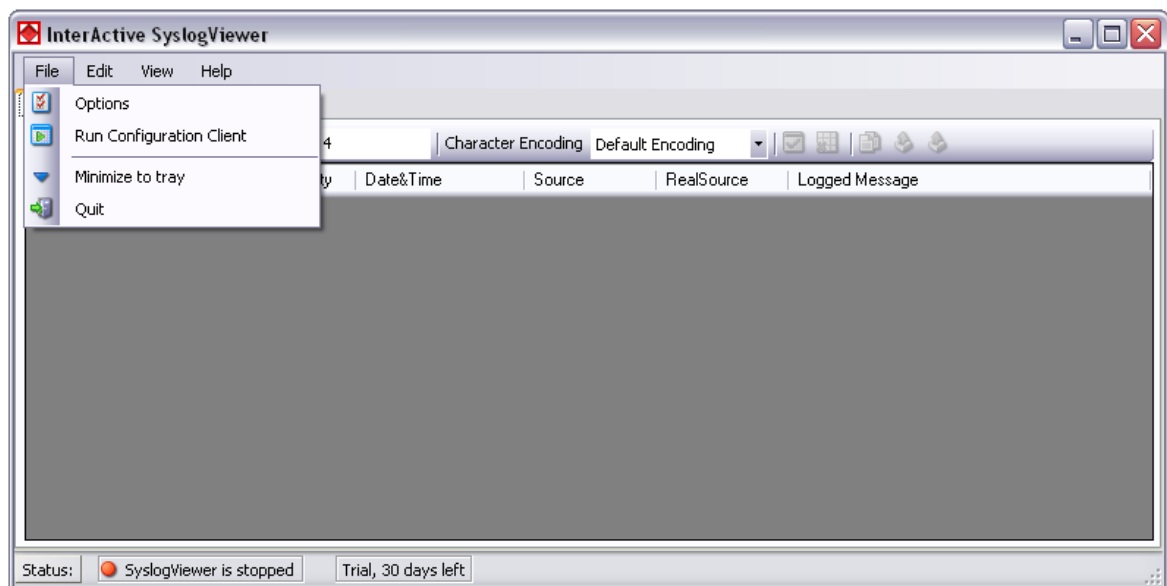 InterActive SyslogViewer
File Edit View Help
Options
Run Configuration Client
Minimize to tray
Quit
4 Character Encoding Default Encoding
ty Date&Time Source RealSource Logged Message
Status: SyslogViewer is stopped Trial, 30 days left